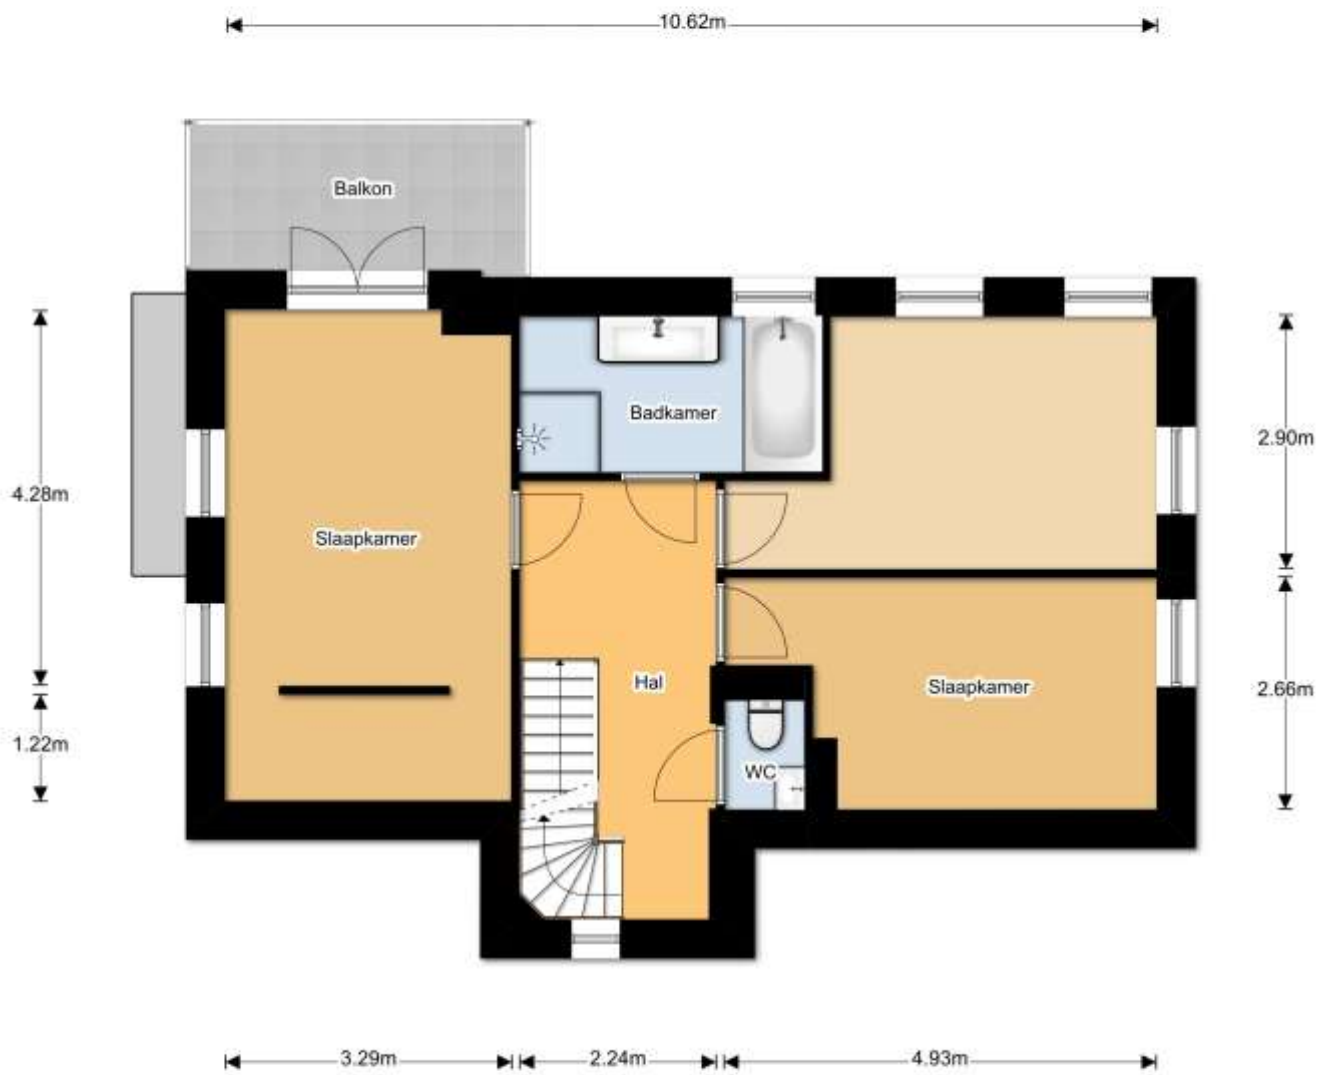 10.62m
Balkon
Badkamer
2.90m
4.28m
Slaapkamer
Hal
Slaapkamer
2.66m
1.22m
WC
3.29m
2.24m
4.93m